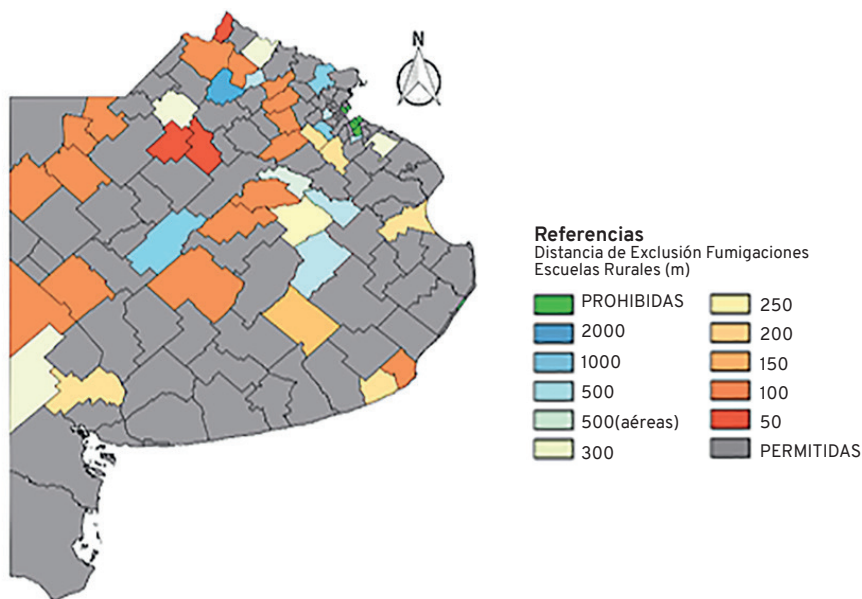 N
Referencias
Distancia de Exclusión Fumigaciones
Escuelas Rurales (m)
PROHIBIDAS
2000
1000
500
500(aéreas)
300
250
200
150
100
50
PERMITIDAS